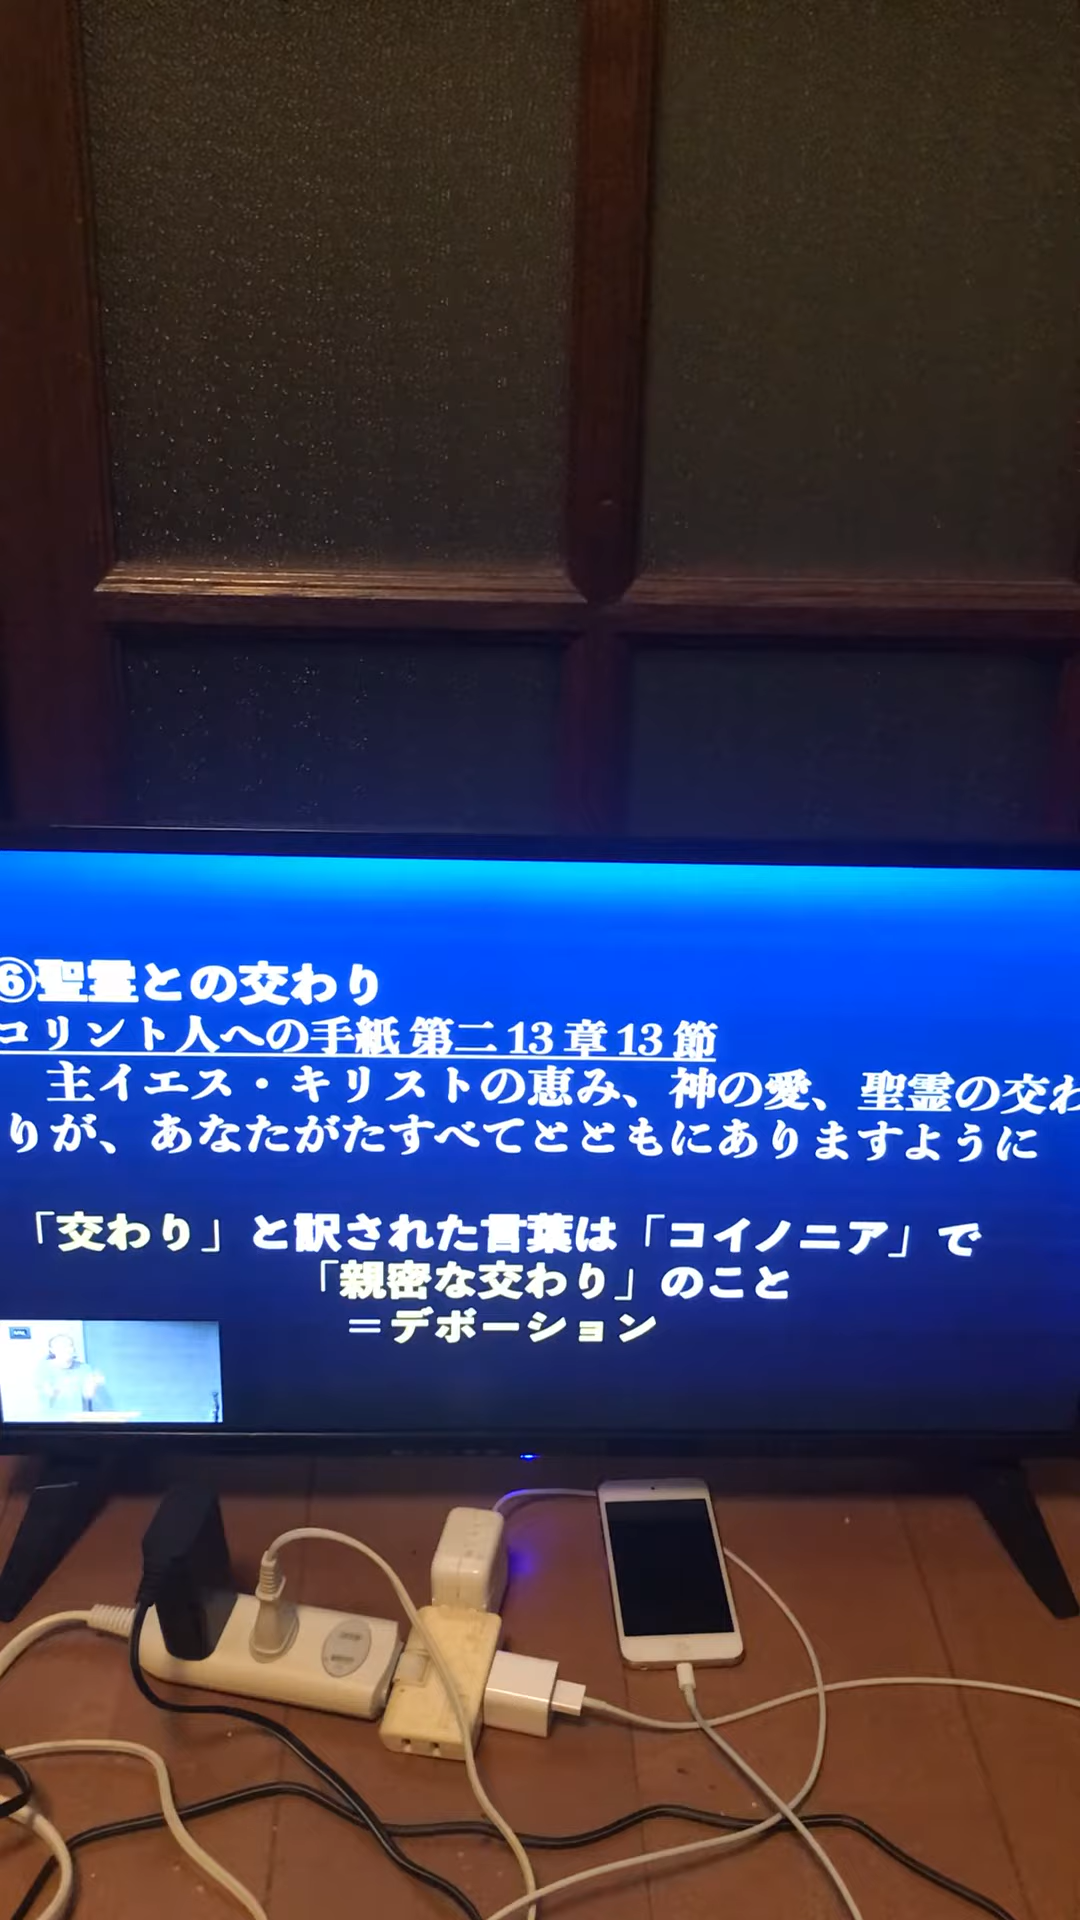 ⑥聖霊との交わり
コリント人への手紙 第二 13 章 13 節
主イエス・キリストの恵み、神の愛、聖霊の交わ
りが、あなたがたすべてとともにありますように
「交わり」と訳された言葉は「コイノニア」で
「親密な交わり」のこと
＝デボーション